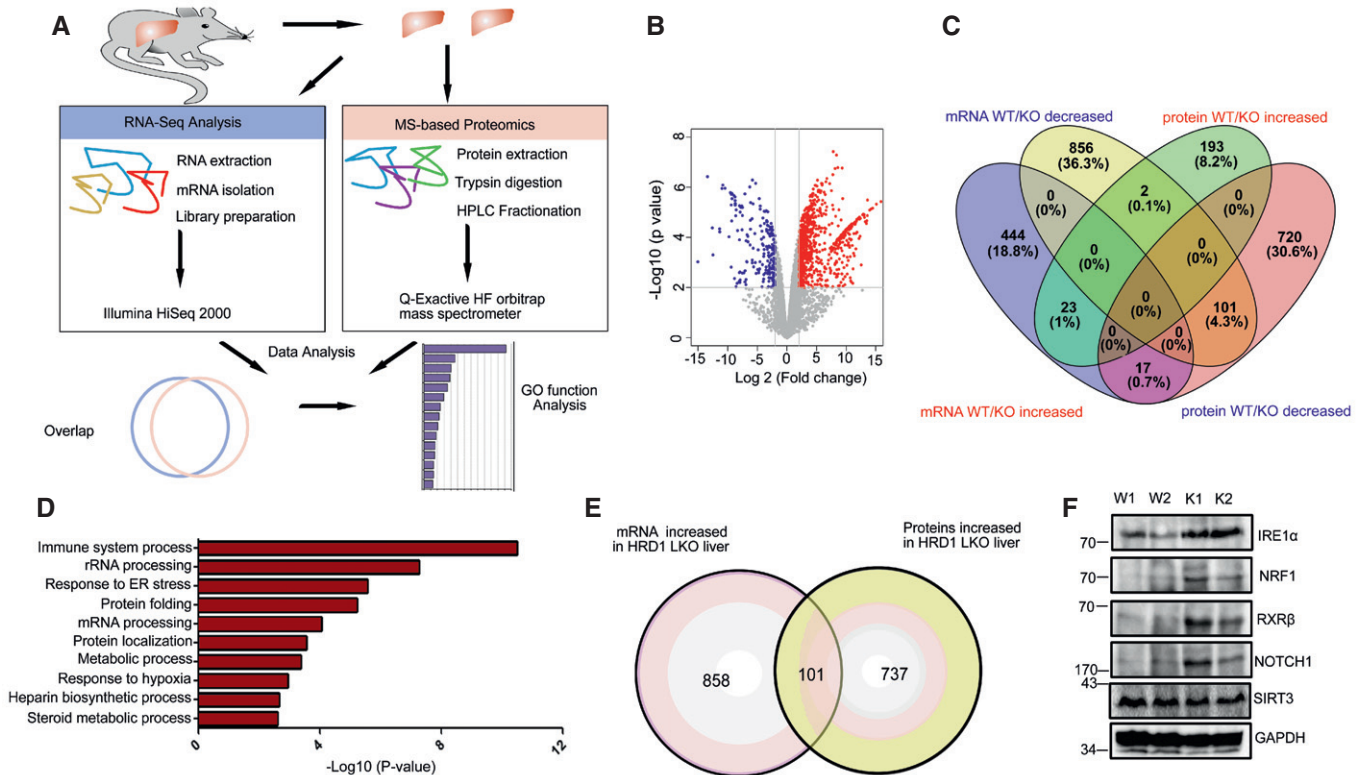 A
RNA-Seq Analysis
RNA extraction
mRNA isolation
Library preparation
Illumina HiSeq 2000
MS-based Proteomics
Protein extraction
Trypsin digestion
HPLC Fractionation
Q-Exactive HF orbitrap
mass spectrometer
Data Analysis
Overlap
GO function
Analysis
B
-Log10 (p value)
8
6
4
2
0
-15
-10
-5
0
5
10
15
Log 2 (Fold change)
C
mRNA WT/KO decreased
protein WT/KO increased
856
(36.3%)
193
(8.2%)
0
(0%)
2
(0.1%)
0
(0%)
444
(18.8%)
0
(0%)
0
(0%)
720
(30.6%)
23
(1%)
0
(0%)
101
(4.3%)
0
(0%)
0
(0%)
17
(0.7%)
mRNA WT/KO increased
protein WT/KO decreased
D
Immune system process
rRNA processing
Response to ER stress
Protein folding
mRNA processing
Protein localization
Metabolic process
Response to hypoxia
Heparin biosynthetic process
Steroid metabolic process
0
4
8
12
-Log10 (P-value)
E
mRNA increased
in HRD1 LKO liver
Proteins increased
in HRD1 LKO liver
858
101
737
F
W1 W2 K1 K2
70
IRE1α
70
NRF1
70
RXRβ
170
NOTCH1
43
SIRT3
GAPDH
34